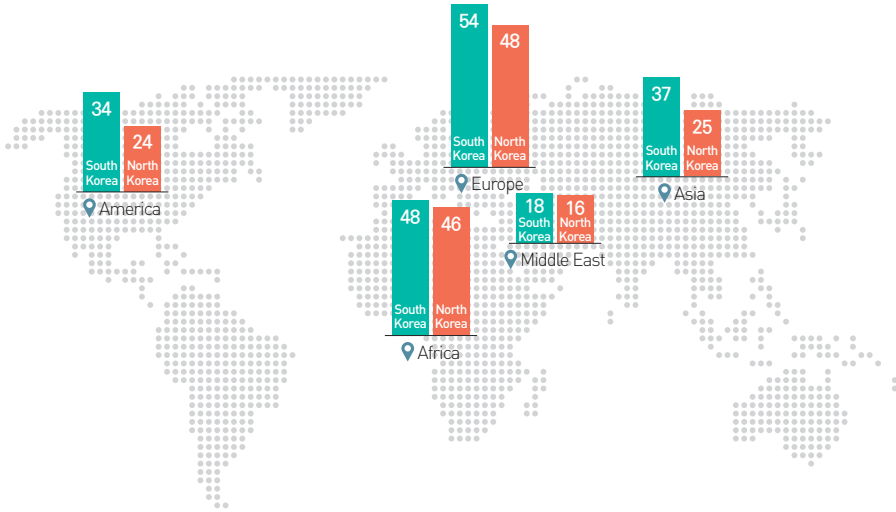 34
South
Korea
24
North
Korea
America
54
South
Korea
48
North
Korea
Europe
37
South
Korea
25
North
Korea
Asia
48
South
Korea
46
North
Korea
Africa
18
South
Korea
16
North
Korea
Middle East